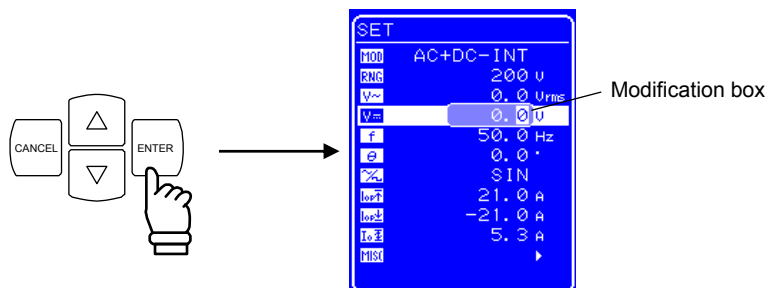 CANCEL
ENTER
SET
MOD AC+DC-INT
RNG 200 V
V~ 0.0 Vrms
V⎓ 0.0 V
f 50.0 Hz
θ 0.0 °
SIN
21.0 A
-21.0 A
5.3 A
MISC
Modification box